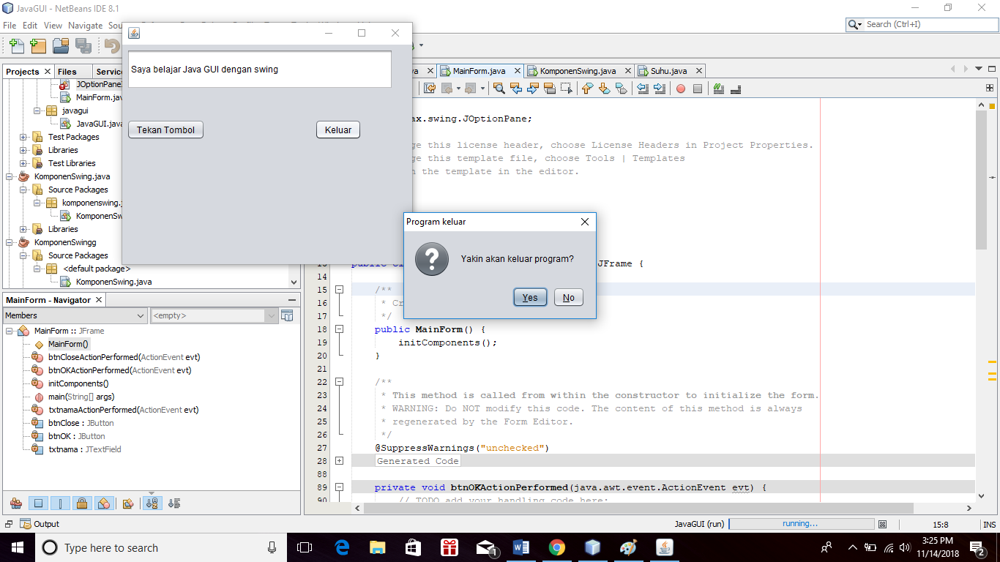 JavaGUI - NetBeans IDE 8.1
File Edit View Navigate
Search (Ctrl+I)
Saya belajar Java GUI dengan swing
Tekan Tombol
Keluar
Projects
Files
JOptionPane
MainForm.jav
javagui
JavaGUI.java
Test Packages
Libraries
Test Libraries
KomponenSwing.java
Source Packages
komponenswing.j
KomponenSw
Libraries
KomponenSwingg
Source Packages
<default package>
KomponenSwing.java
MainForm - Navigator
Members
<empty>
MainForm :: JFrame
MainForm()
btnCloseActionPerformed(ActionEvent evt)
btnOKActionPerformed(ActionEvent evt)
initComponents()
main(String[] args)
txtnamaActionPerformed(ActionEvent evt)
btnClose : JButton
btnOK : JButton
txtnama : JTextField
MainForm.java
KomponenSwing.java
Suhu.java
ax.swing.JOptionPane;
ge this license header, choose License Headers in Project Properties.
ge this template file, choose Tools | Templates
n the template in the editor.
Program keluar
Yakin akan keluar program?
Yes
No
JFrame {
14
15 /**
16 * Cr
17 */
18 public MainForm() {
19 initComponents();
20 }
21
22 /**
23 * This method is called from within the constructor to initialize the form.
24 * WARNING: Do NOT modify this code. The content of this method is always
25 * regenerated by the Form Editor.
26 */
27 @SuppressWarnings("unchecked")
28 Generated Code
88
89 private void btnOKActionPerformed(java.awt.event.ActionEvent evt) {
90 // TODO add your handling code here:
Output
JavaGUI (run)
running...
15:8
INS
Type here to search
1
3:25 PM
11/14/2018
2